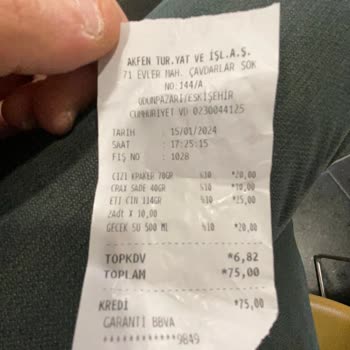 AKFEN TUR.YAT VE İŞL.A.Ş.
71 EVLER MAH. ÇAVDARLAR SOK
NO:144/A
ODUNPAZARI/ESKİŞEHİR
CUMHURİYET VD 0230044125
TARİH : 15/01/2024
SAAT : 17:25:15
FİŞ NO : 1028
CIZI KRAKER 70GR %10 *20,00
CRAX SADE 40GR %10 *10,00
ETI CIN 114GR %10 *25,00
2Adt X 10,00
GECEK SU 500 ML %10 *20,00
TOPKDV *6,82
TOPLAM *75,00
KREDİ *75,00
GARANTI BBVA
************9849